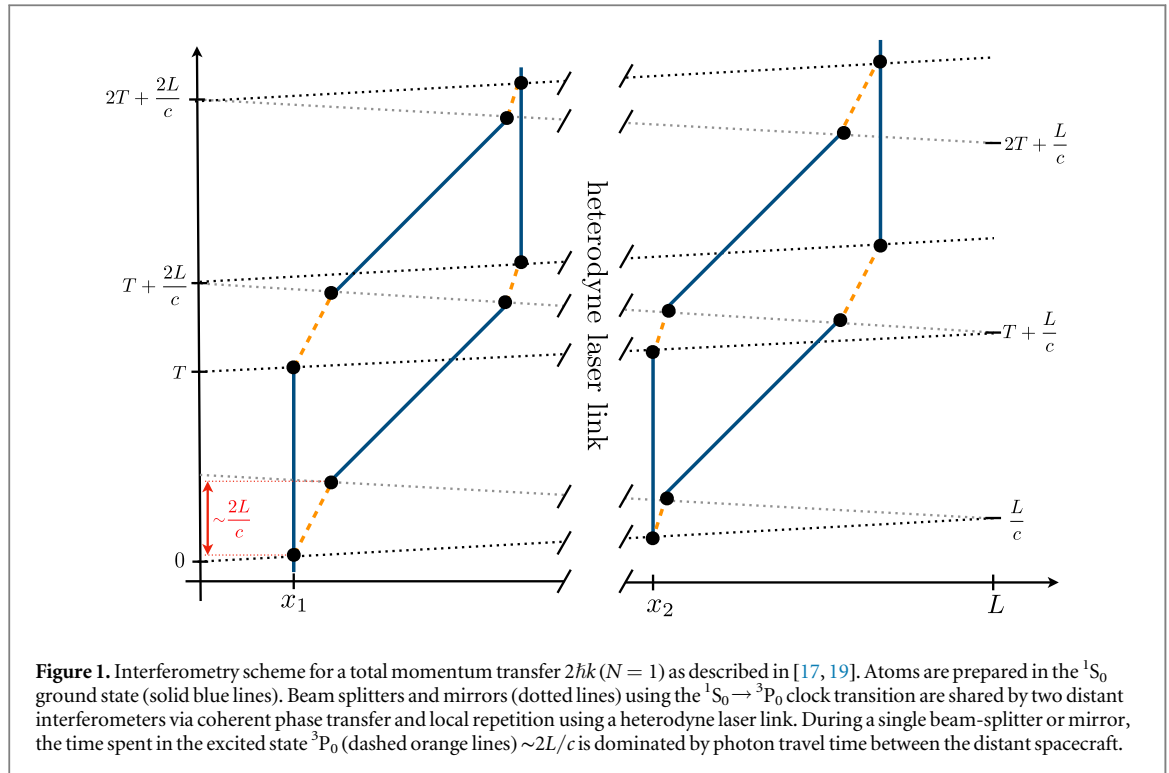 2T + 2L/c
2T + L/c
heterodyne laser link
T + 2L/c
T + L/c
T
~2L/c
L/c
0
x₁
x₂
L
Figure 1. Interferometry scheme for a total momentum transfer 2ℏk (N = 1) as described in [17, 19]. Atoms are prepared in the ¹S₀
ground state (solid blue lines). Beam splitters and mirrors (dotted lines) using the ¹S₀ → ³P₀ clock transition are shared by two distant
interferometers via coherent phase transfer and local repetition using a heterodyne laser link. During a single beam-splitter or mirror,
the time spent in the excited state ³P₀ (dashed orange lines) ~2L/c is dominated by photon travel time between the distant spacecraft.